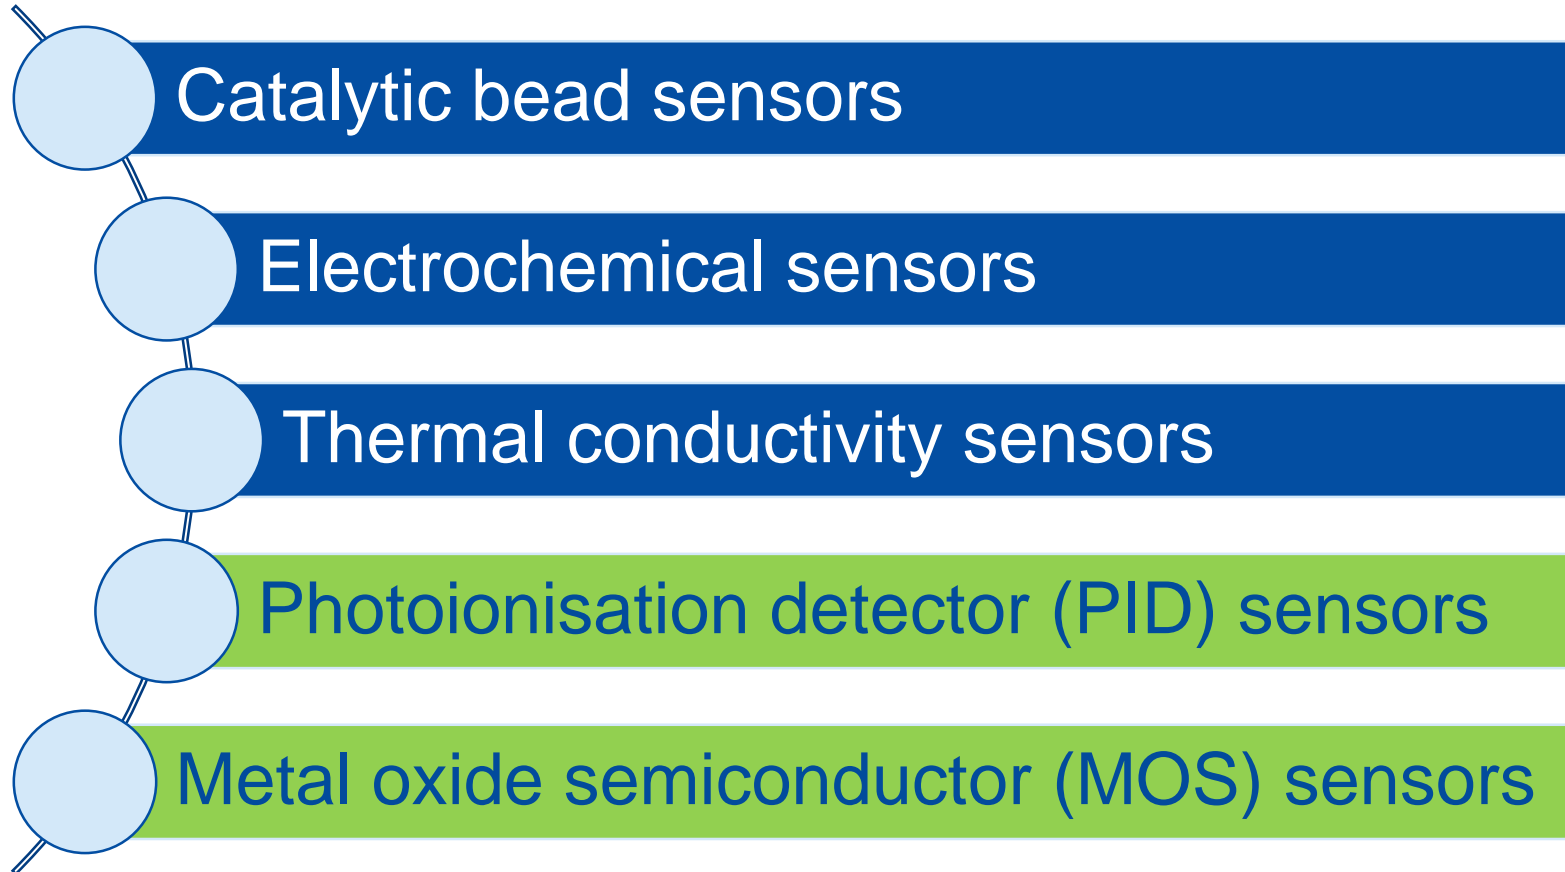 Catalytic bead sensors
Electrochemical sensors
Thermal conductivity sensors
Photoionisation detector (PID) sensors
Metal oxide semiconductor (MOS) sensors